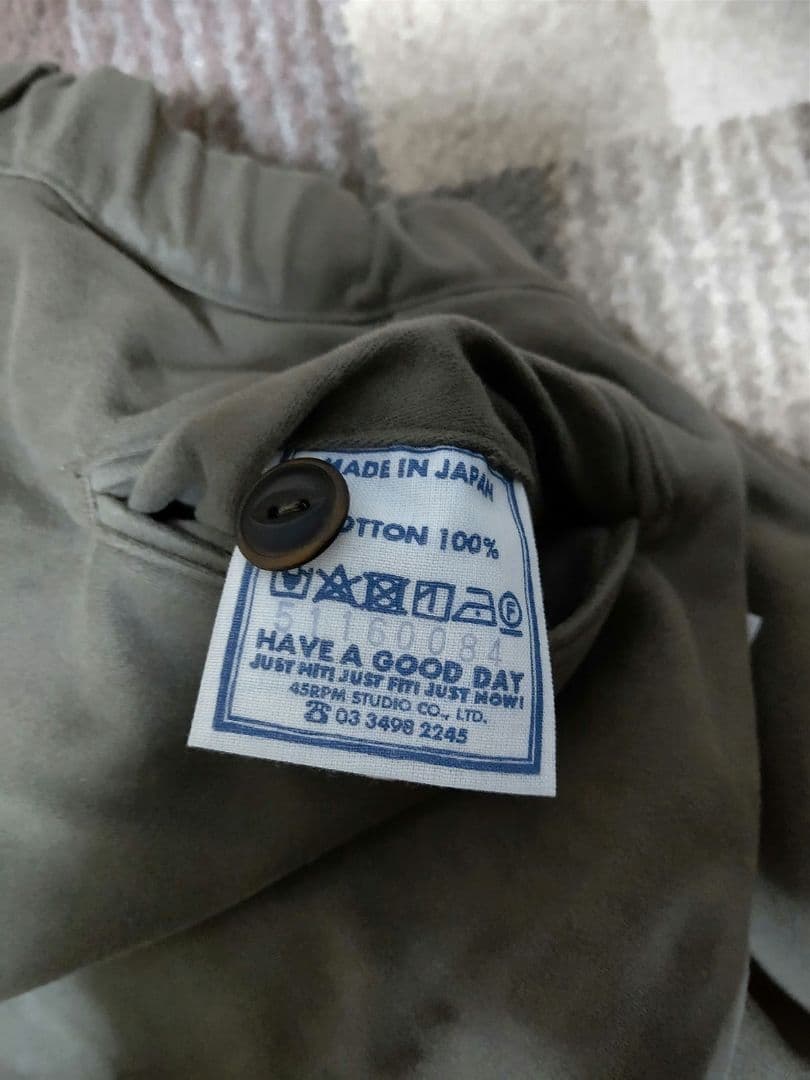 MADE IN JAPAN
COTTON 100%
F
51160084
HAVE A GOOD DAY
JUST HIT! JUST FIT! JUST NOW!
45RPM STUDIO CO., LTD.
☎ 03 3498 2245